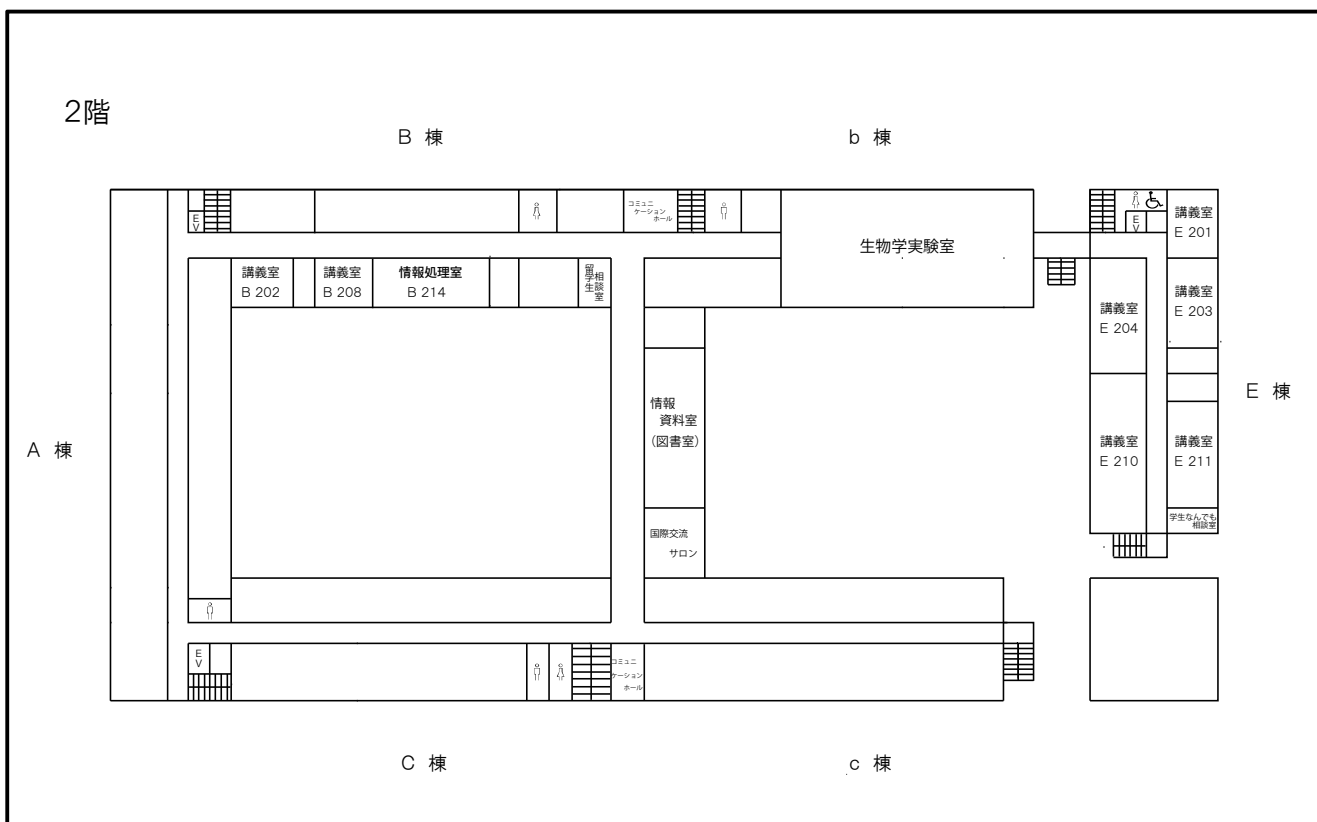 2階
B 棟
b 棟
コミュニ
ケーション
ホール
EV
EV
講義室
E 201
生物学実験室
講義室
B 202
講義室
B 208
情報処理室
B 214
留学生
相談室
講義室
E 204
講義室
E 203
情報
資料室
(図書室)
E 棟
A 棟
講義室
E 210
講義室
E 211
学生なんでも
相談室
国際交流
サロン
EV
コミュニ
ケーション
ホール
C 棟
c 棟